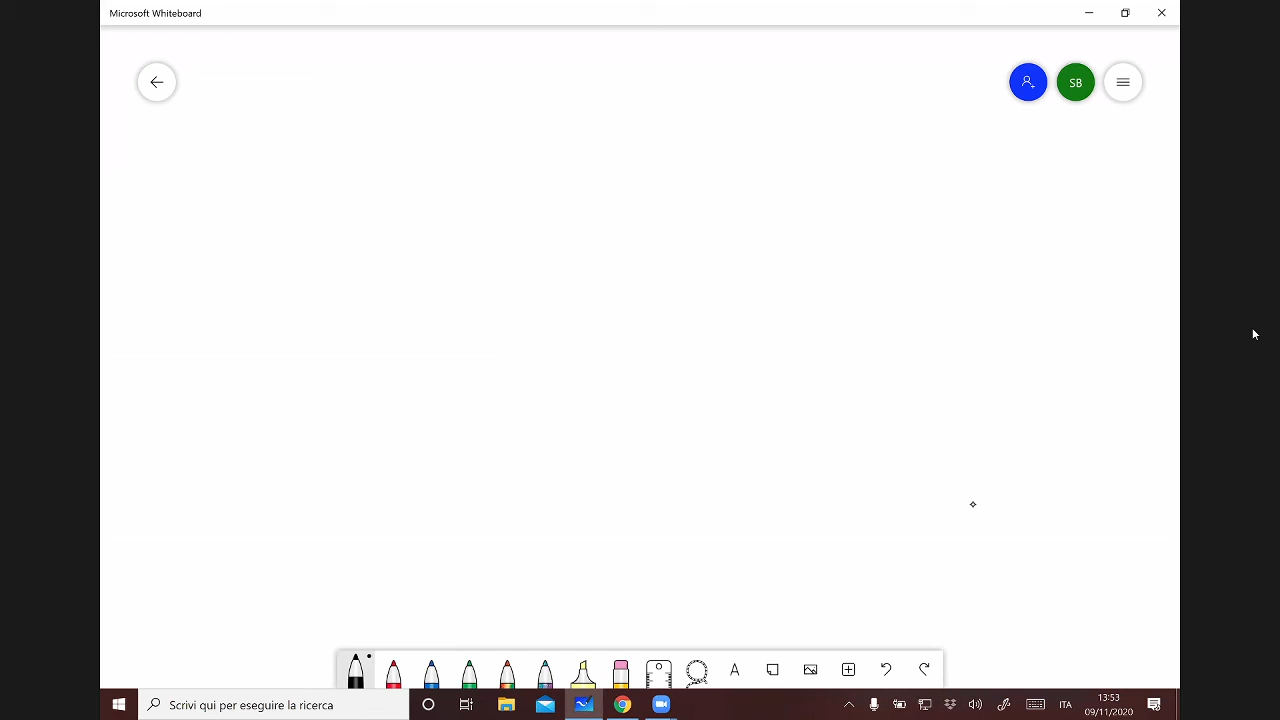 Microsoft Whiteboard
SB
A
Scrivi qui per eseguire la ricerca
ITA
13:53
09/11/2020